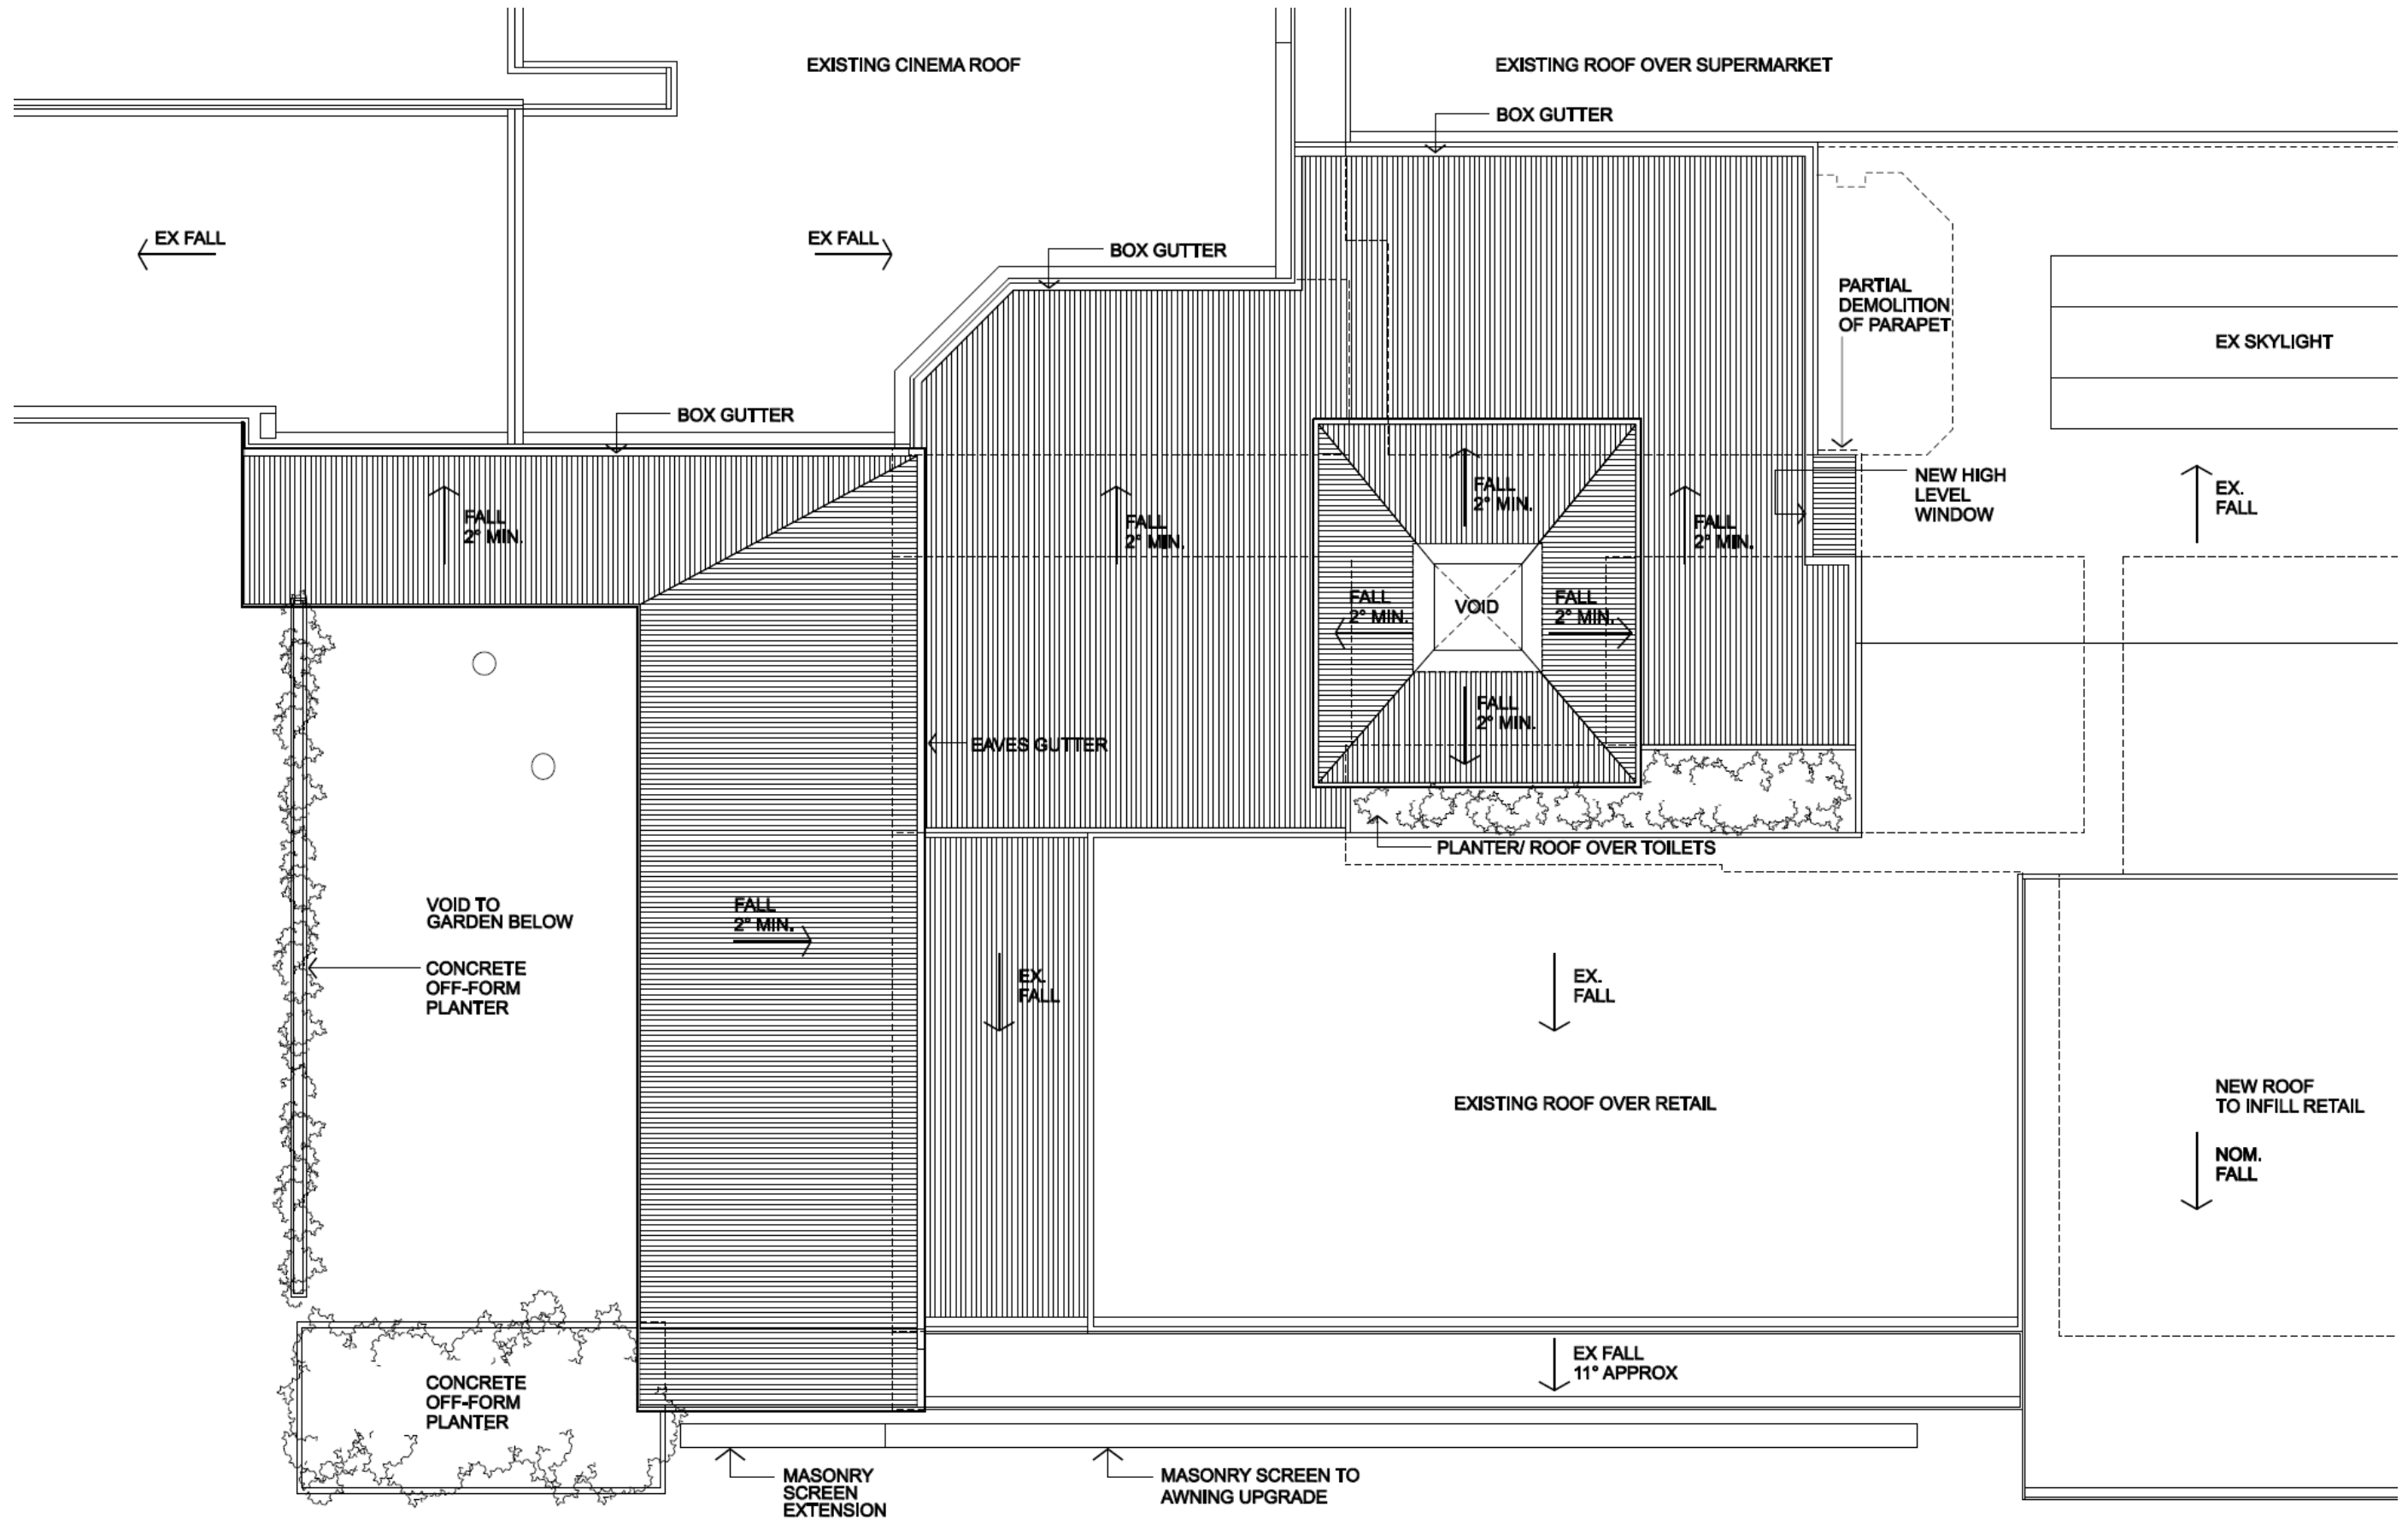 EXISTING CINEMA ROOF
EXISTING ROOF OVER SUPERMARKET
BOX GUTTER
EX FALL
EX FALL
BOX GUTTER
PARTIAL
DEMOLITION
OF PARAPET
EX SKYLIGHT
BOX GUTTER
NEW HIGH
LEVEL
WINDOW
EX.
FALL
FALL
2° MIN.
FALL
2° MIN.
FALL
2° MIN.
FALL
2° MIN.
FALL
2° MIN.
VOID
FALL
2° MIN.
FALL
2° MIN.
EAVES GUTTER
PLANTER/ ROOF OVER TOILETS
VOID TO
GARDEN BELOW
FALL
2° MIN.
CONCRETE
OFF-FORM
PLANTER
EX.
FALL
EX.
FALL
EXISTING ROOF OVER RETAIL
NEW ROOF
TO INFILL RETAIL
NOM.
FALL
EX FALL
11° APPROX
CONCRETE
OFF-FORM
PLANTER
MASONRY
SCREEN
EXTENSION
MASONRY SCREEN TO
AWNING UPGRADE